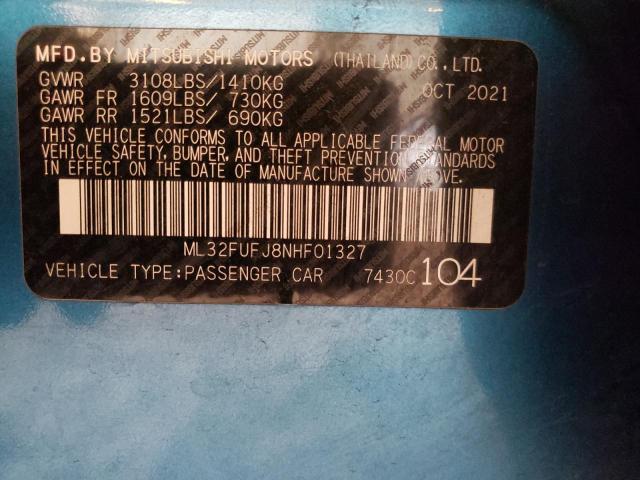 MFD.BY MITSUBISHI MOTORS (THAILAND)CO.,LTD.
GVWR 3108LBS/1410KG OCT 2021
GAWR FR 1609LBS/ 730KG
GAWR RR 1521LBS/ 690KG
THIS VEHICLE CONFORMS TO ALL APPLICABLE FEDERAL MOTOR
VEHICLE SAFETY, BUMPER, AND THEFT PREVENTION STANDARDS
IN EFFECT ON THE DATE OF MANUFACTURE SHOWN ABOVE.
ML32FUFJ8NHF01327
VEHICLE TYPE:PASSENGER CAR 7430C 104